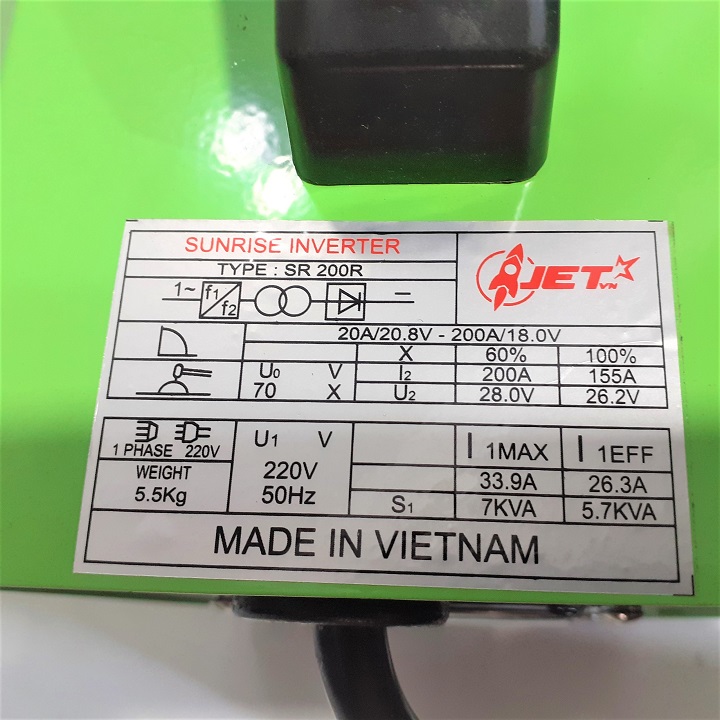 SUNRISE INVERTER
TYPE : SR 200R
JET
VN
1~ f1 f2 —
20A/20.8V - 200A/18.0V
X 60% 100%
U0 V I2 200A 155A
70 X U2 28.0V 26.2V
1 PHASE 220V U1 V I 1MAX I 1EFF
WEIGHT 220V 33.9A 26.3A
5.5Kg 50Hz S1 7KVA 5.7KVA
MADE IN VIETNAM